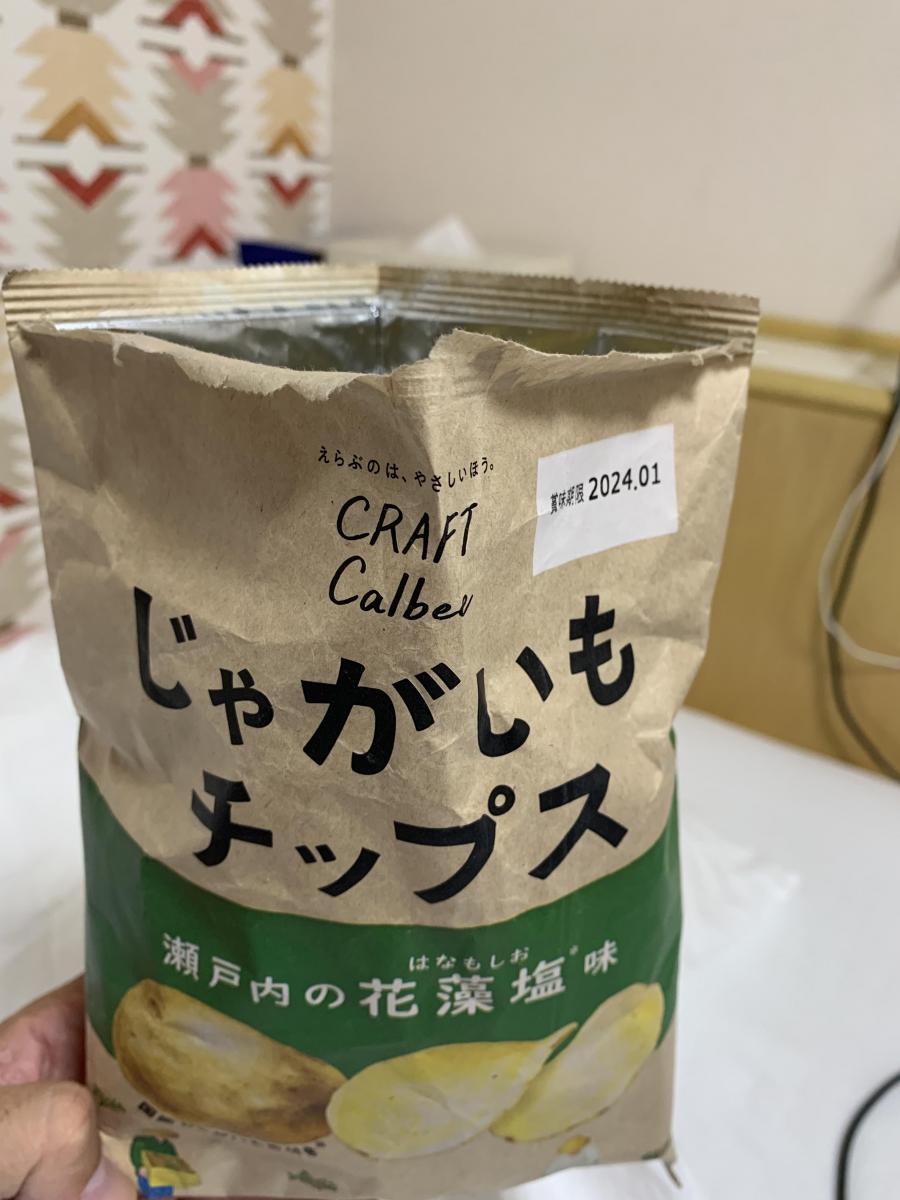 えらぶのは、やさしいほう。
CRAFT
Calbee
賞味期限 2024.01
じゃがいも
チップス
はなもしお
瀬戸内の花藻塩*味